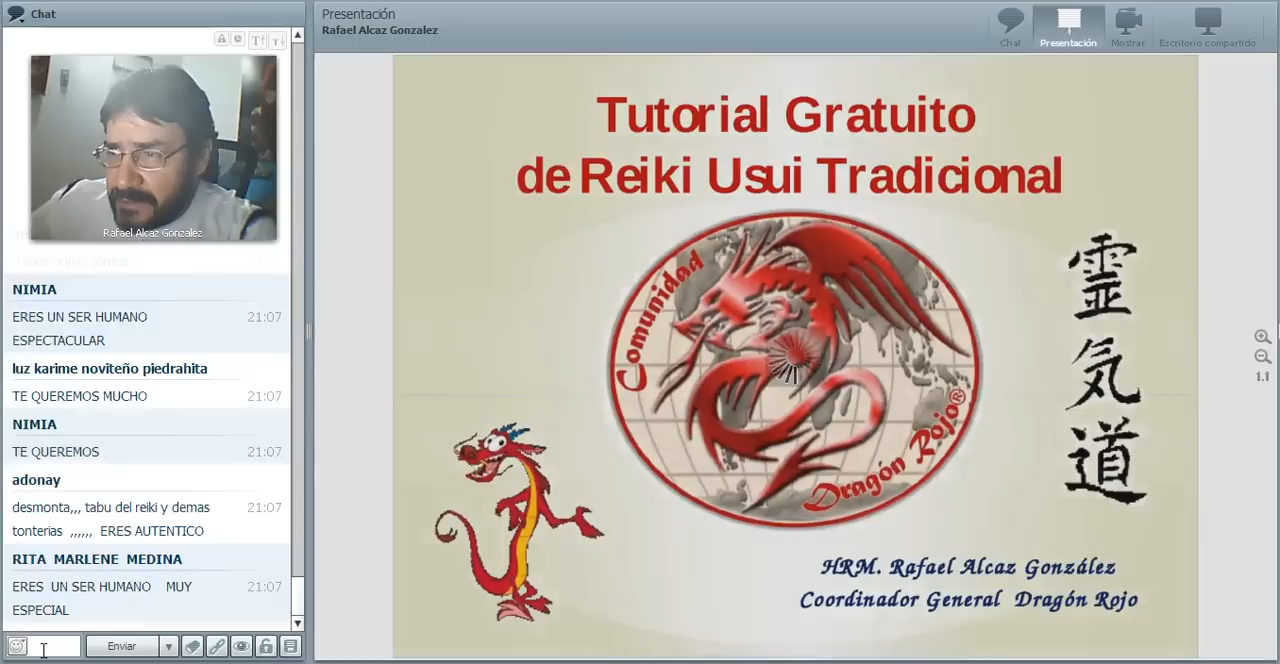 Chat
Rafael Alcaz Gonzalez
NIMIA
ERES UN SER HUMANO 21:07
ESPECTACULAR
luz karime noviteño piedrahita
TE QUEREMOS MUCHO 21:07
NIMIA
TE QUEREMOS 21:07
adonay
desmonta,,, tabu del reiki y demas 21:07
tonterias ,,,,,, ERES AUTENTICO
RITA MARLENE MEDINA
ERES UN SER HUMANO MUY 21:07
ESPECIAL
Enviar
Presentación
Rafael Alcaz Gonzalez
Chat
Presentación
Mostrar
Escritorio compartido
Tutorial Gratuito
de Reiki Usui Tradicional
Comunidad
Dragón Rojo®
靈
気
道
HRM. Rafael Alcaz González
Coordinador General Dragón Rojo
1.1